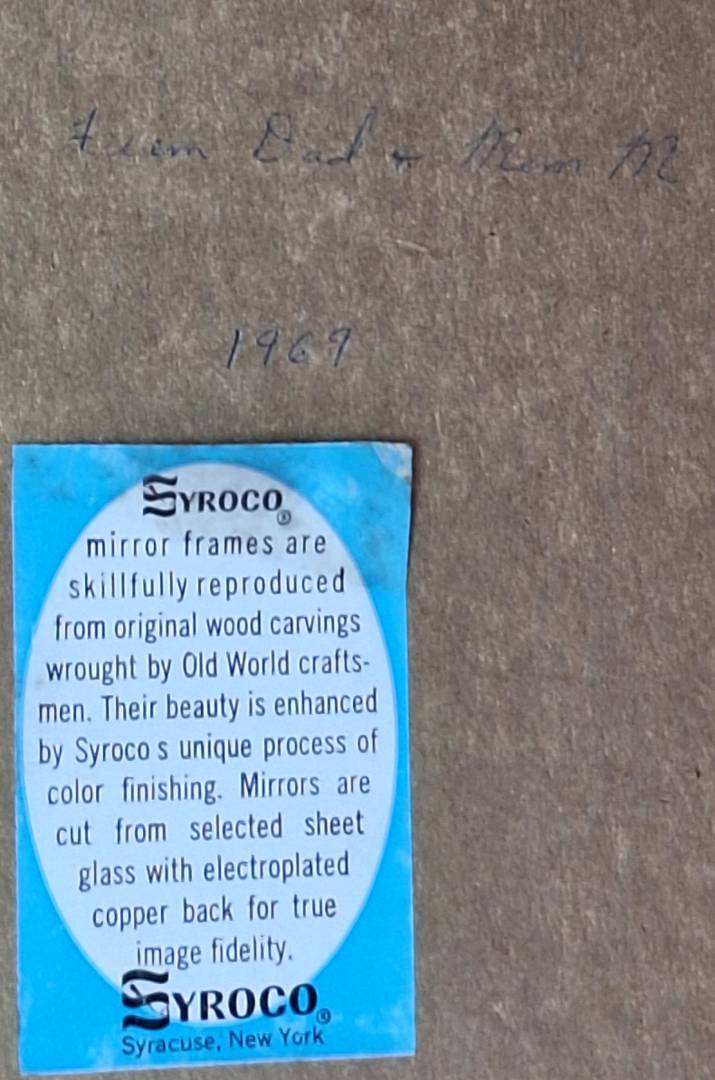 From Dad + Mom M
1969
SYROCO®
mirror frames are
skillfully reproduced
from original wood carvings
wrought by Old World crafts-
men. Their beauty is enhanced
by Syroco s unique process of
color finishing. Mirrors are
cut from selected sheet
glass with electroplated
copper back for true
image fidelity.
SYROCO®
Syracuse, New York